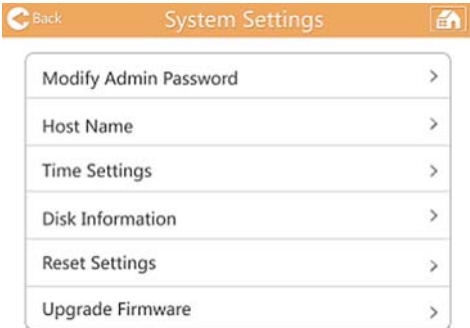 Back System Settings
Modify Admin Password
Host Name
Time Settings
Disk Information
Reset Settings
Upgrade Firmware